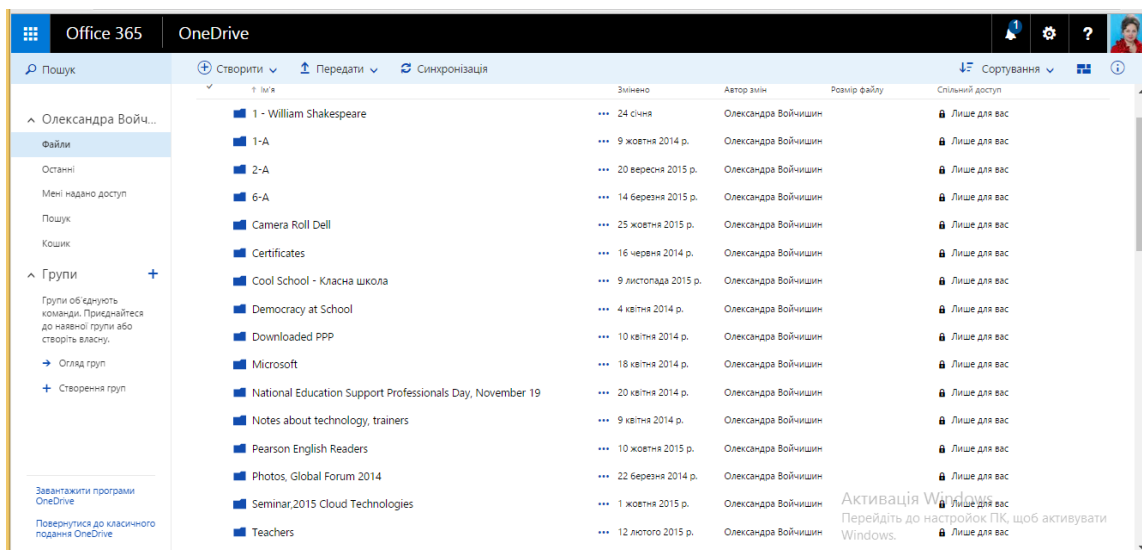 Office 365 OneDrive 1 ?
Пошук Створити Передати Синхронізація Сортування
Ім'я Змінено Автор змін Розмір файлу Спільний доступ
Олександра Войч...
Файли
Останні
Мені надано доступ
Пошук
Кошик
Групи +
Групи об'єднують
команди. Приєднайтеся
до наявної групи або
створіть власну.
Огляд груп
Створення груп
Завантажити програми
OneDrive
Повернутися до класичного
подання OneDrive
1 - William Shakespeare ••• 24 січня Олександра Войчишин Лише для вас
1-A ••• 9 жовтня 2014 р. Олександра Войчишин Лише для вас
2-A ••• 20 вересня 2015 р. Олександра Войчишин Лише для вас
6-A ••• 14 березня 2015 р. Олександра Войчишин Лише для вас
Camera Roll Dell ••• 25 жовтня 2014 р. Олександра Войчишин Лише для вас
Certificates ••• 16 червня 2014 р. Олександра Войчишин Лише для вас
Cool School - Класна школа ••• 9 листопада 2015 р. Олександра Войчишин Лише для вас
Democracy at School ••• 4 квітня 2014 р. Олександра Войчишин Лише для вас
Downloaded PPP ••• 10 квітня 2014 р. Олександра Войчишин Лише для вас
Microsoft ••• 18 квітня 2014 р. Олександра Войчишин Лише для вас
National Education Support Professionals Day, November 19 ••• 20 квітня 2014 р. Олександра Войчишин Лише для вас
Notes about technology, trainers ••• 9 квітня 2014 р. Олександра Войчишин Лише для вас
Pearson English Readers ••• 10 жовтня 2015 р. Олександра Войчишин Лише для вас
Photos, Global Forum 2014 ••• 22 березня 2014 р. Олександра Войчишин Лише для вас
Seminar,2015 Cloud Technologies ••• 1 жовтня 2015 р. Олександра Войчишин Лише для вас
Teachers ••• 12 лютого 2015 р. Олександра Войчишин Лише для вас
Активація Windows
Перейдіть до настройок ПК, щоб активувати
Windows.